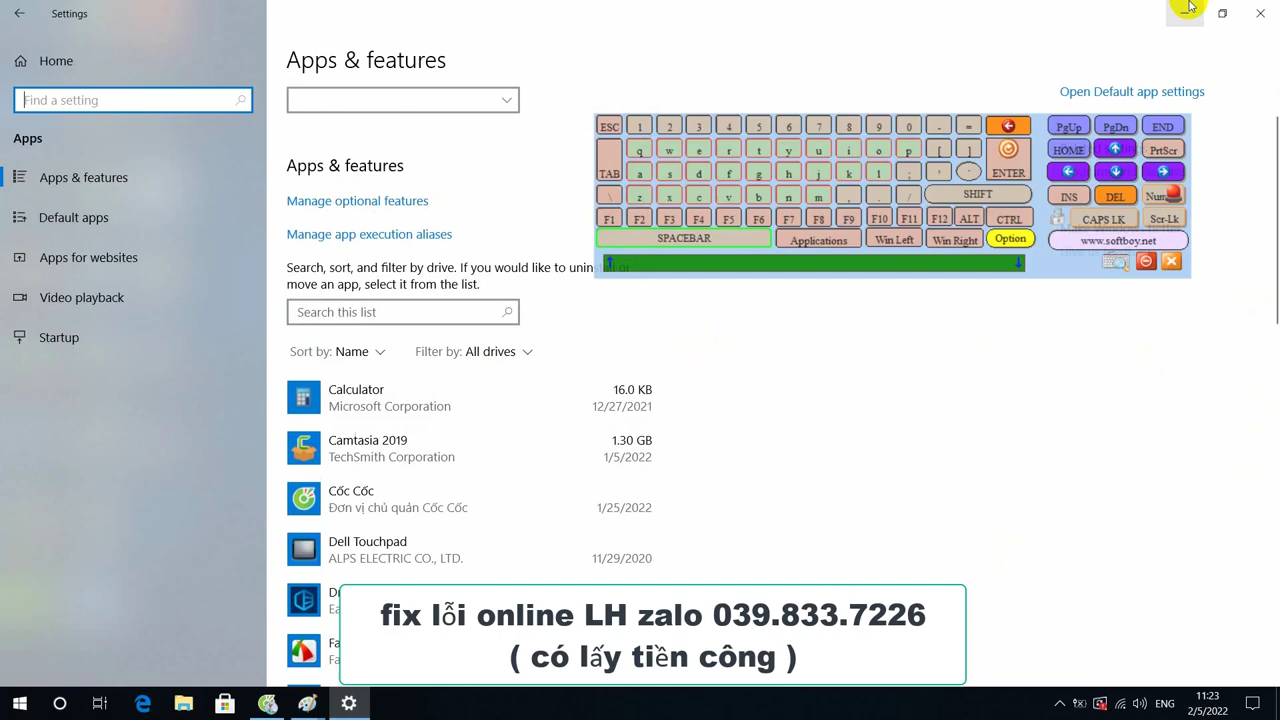 Settings
Home
Find a setting
Apps
Apps & features
Default apps
Apps for websites
Video playback
Startup
Apps & features
Open Default app settings
Apps & features
Manage optional features
Manage app execution aliases
Search, sort, and filter by drive. If you would like to unin
move an app, select it from the list.
Search this list
Sort by: Name Filter by: All drives
Calculator 16.0 KB
Microsoft Corporation 12/27/2021
Camtasia 2019 1.30 GB
TechSmith Corporation 1/5/2022
Cốc Cốc
Đơn vị chủ quản Cốc Cốc 1/25/2022
Dell Touchpad
ALPS ELECTRIC CO., LTD. 11/29/2020
ESC 1 2 3 4 5 6 7 8 9 0 - = PgUp PgDn END
q w e r t y u i o p [ ] HOME PrtScr
TAB a s d f g h j k l ; ' ENTER
\ z x c v b n m , . / SHIFT INS DEL Num
F1 F2 F3 F4 F5 F6 F7 F8 F9 F10 F11 F12 ALT CTRL CAPS LK Scr-Lk
SPACEBAR Applications Win Left Win Right Option www.softboy.net
fix lỗi online LH zalo 039.833.7226
( có lấy tiền công )
ENG
11:23
2/5/2022